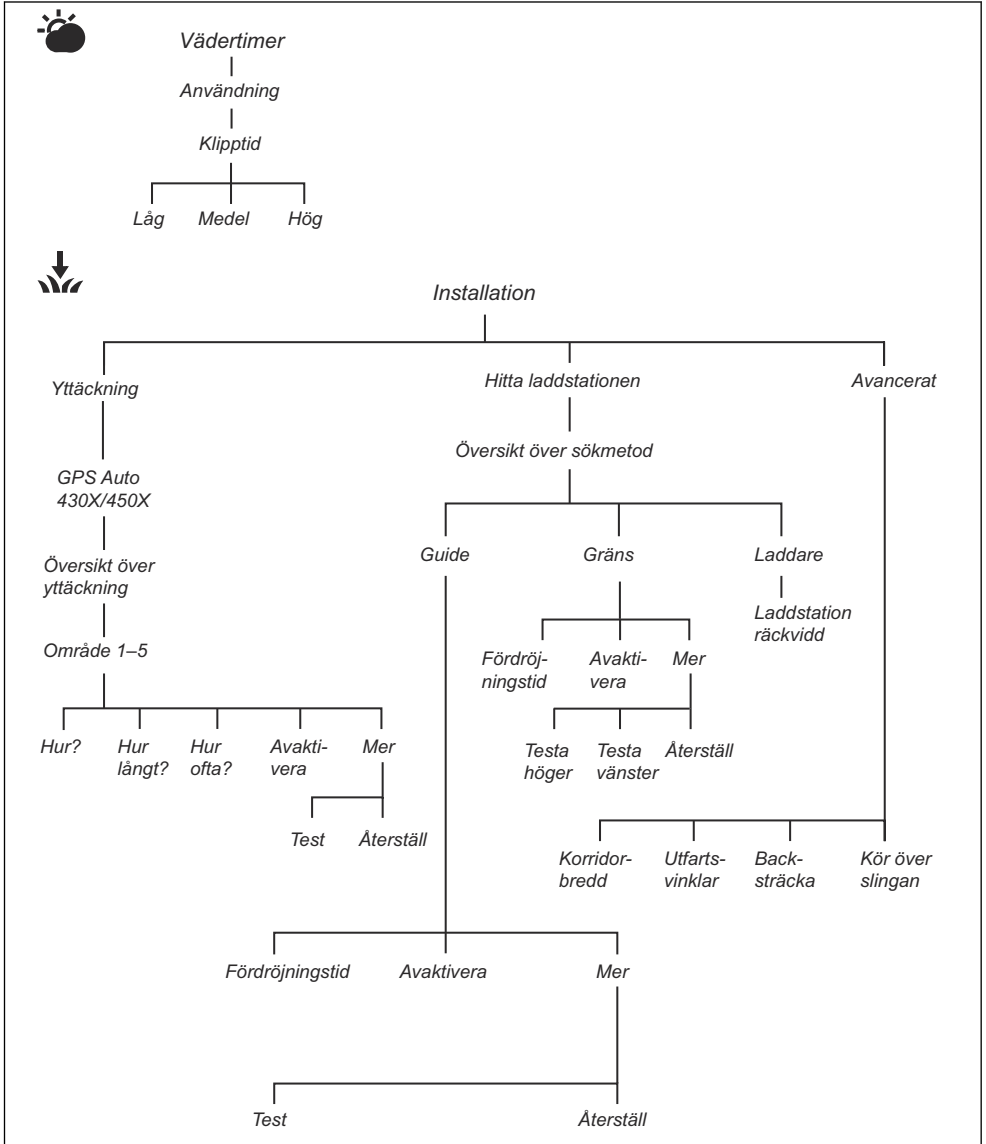 Vädertimer
Användning
Klipptid
Låg
Medel
Hög
Installation
Yttäckning
Hitta laddstationen
Avancerat
GPS Auto
430X/450X
Översikt över
yttäckning
Område 1–5
Hur?
Hur
långt?
Hur
ofta?
Avakti-
vera
Mer
Test
Återställ
Översikt över sökmetod
Guide
Gräns
Laddare
Laddstation
räckvidd
Fördröj-
ningstid
Avakti-
vera
Mer
Testa
höger
Testa
vänster
Återställ
Korridor-
bredd
Utfarts-
vinklar
Back-
sträcka
Kör över
slingan
Fördröjningstid
Avaktivera
Mer
Test
Återställ